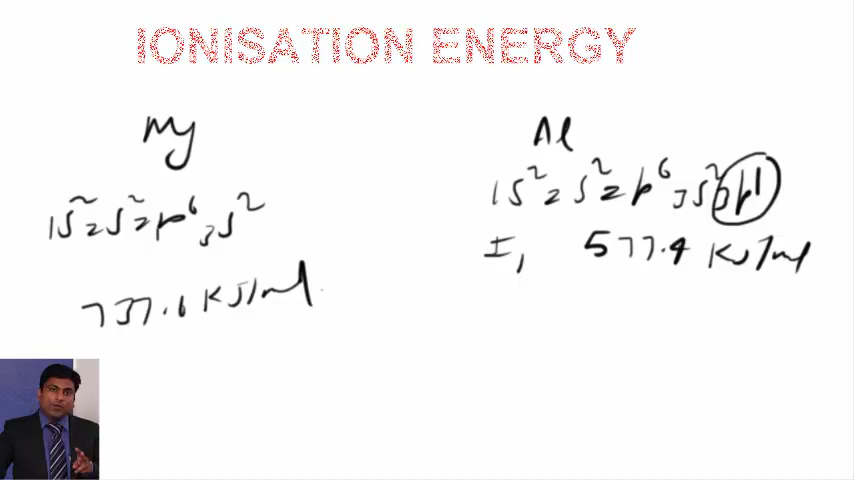 IONISATION ENERGY
Mg
1s²2s²2p⁶3s²
737.6 KJ/mol
Al
1s²2s²2p⁶3s²3p¹
I₁ 577.4 KJ/mol